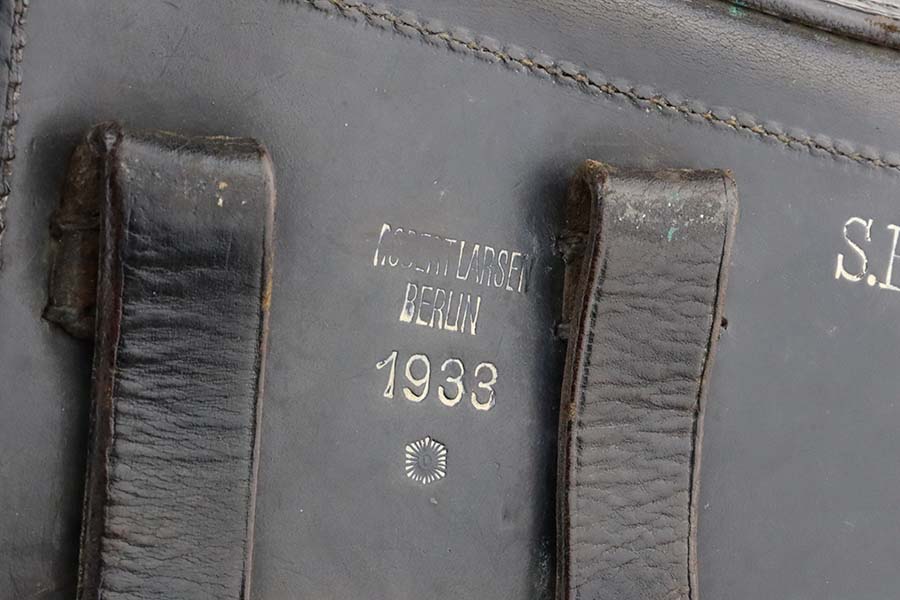 ROBERT LARSEN
BERLIN
1933
S.